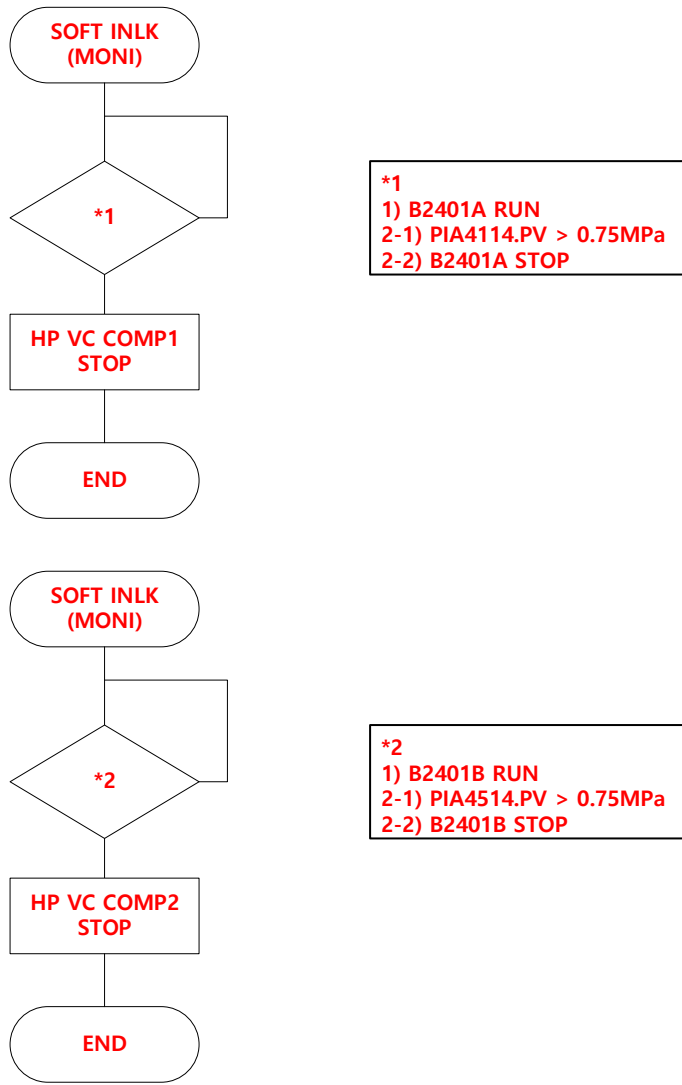 SOFT INLK
(MONI)
*1
*1
1) B2401A RUN
2-1) PIA4114.PV > 0.75MPa
2-2) B2401A STOP
HP VC COMP1
STOP
END
SOFT INLK
(MONI)
*2
*2
1) B2401B RUN
2-1) PIA4514.PV > 0.75MPa
2-2) B2401B STOP
HP VC COMP2
STOP
END